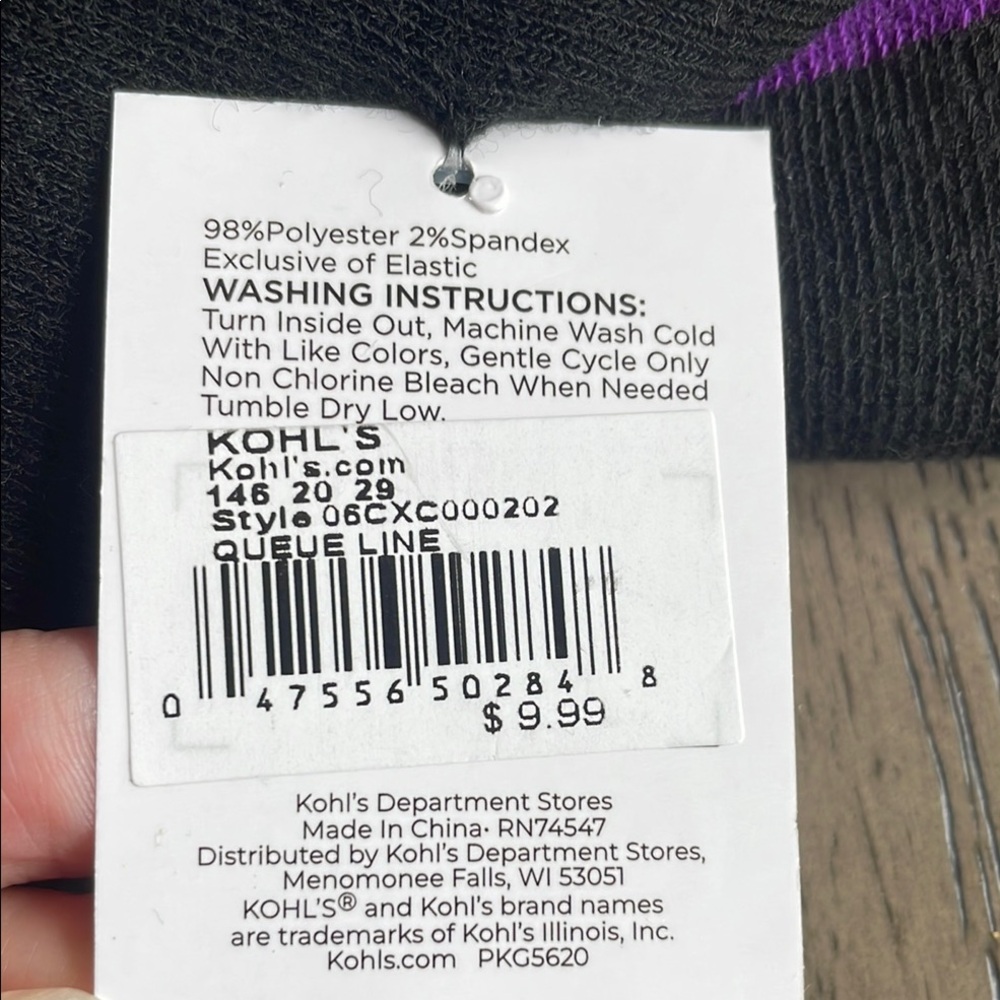 98%Polyester 2%Spandex
Exclusive of Elastic
WASHING INSTRUCTIONS:
Turn Inside Out, Machine Wash Cold
With Like Colors, Gentle Cycle Only
Non Chlorine Bleach When Needed
Tumble Dry Low.
KOHL'S
Kohl's.com
146 20 29
Style 06CXC000202
QUEUE LINE
0 47556 50284 8
$ 9.99
Kohl's Department Stores
Made In China· RN74547
Distributed by Kohl's Department Stores,
Menomonee Falls, WI 53051
KOHL'S® and Kohl's brand names
are trademarks of Kohl's Illinois, Inc.
Kohls.com PKG5620